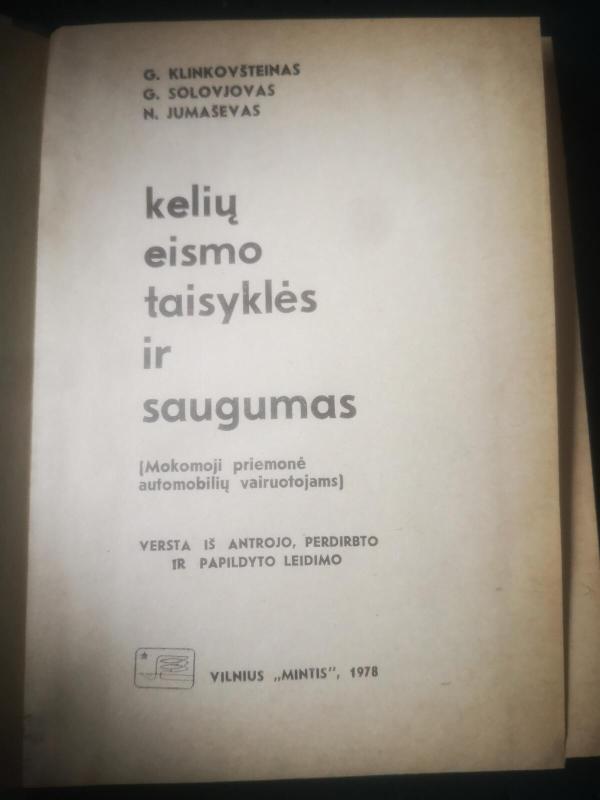 G. KLINKOVŠTEINAS
G. SOLOVJOVAS
N. JUMAŠEVAS
kelių
eismo
taisyklės
ir
saugumas
(Mokomoji priemonė
automobilių vairuotojams)
VERSTA IŠ ANTROJO, PERDIRBTO
IR PAPILDYTO LEIDIMO
VILNIUS „MINTIS", 1978